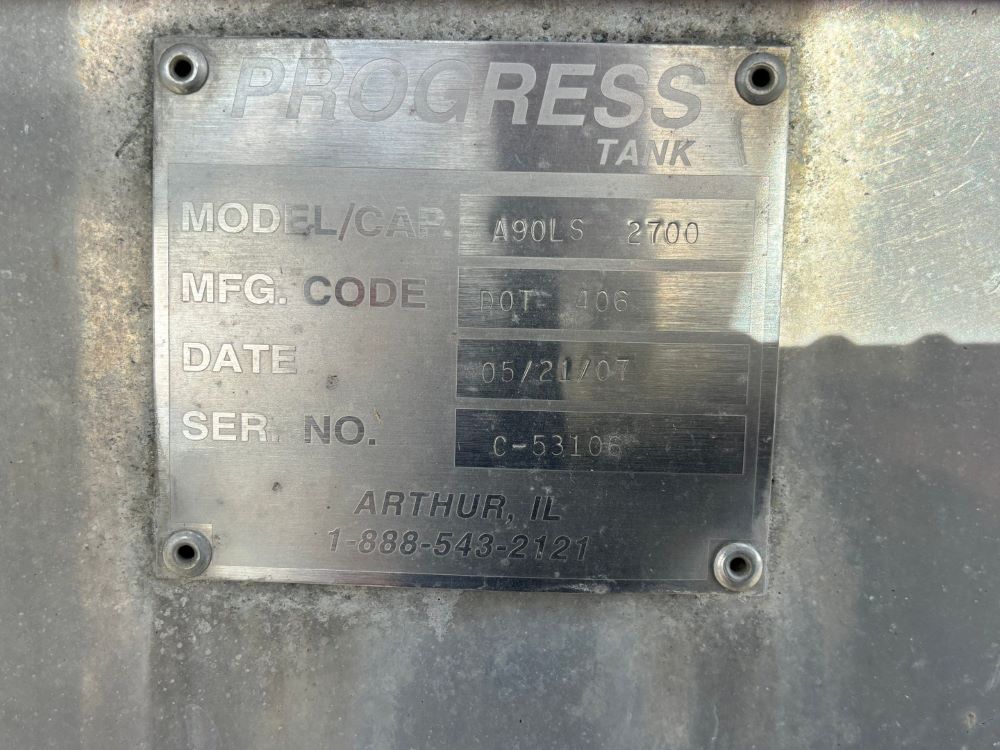 PROGRESS
TANK
MODEL/CAP. A90LS 2700
MFG. CODE DOT 406
DATE 05/21/07
SER. NO. C-53106
ARTHUR, IL
1-888-543-2121